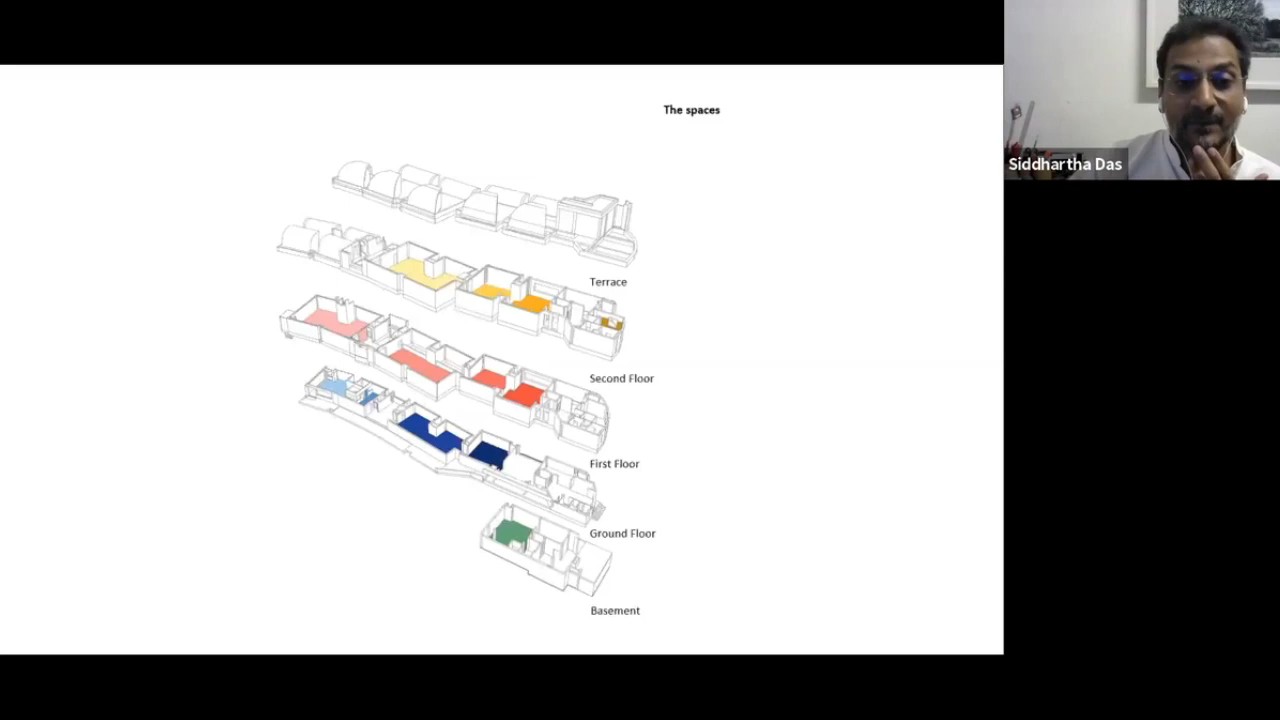 The spaces
Siddhartha Das
Terrace
Second Floor
First Floor
Ground Floor
Basement